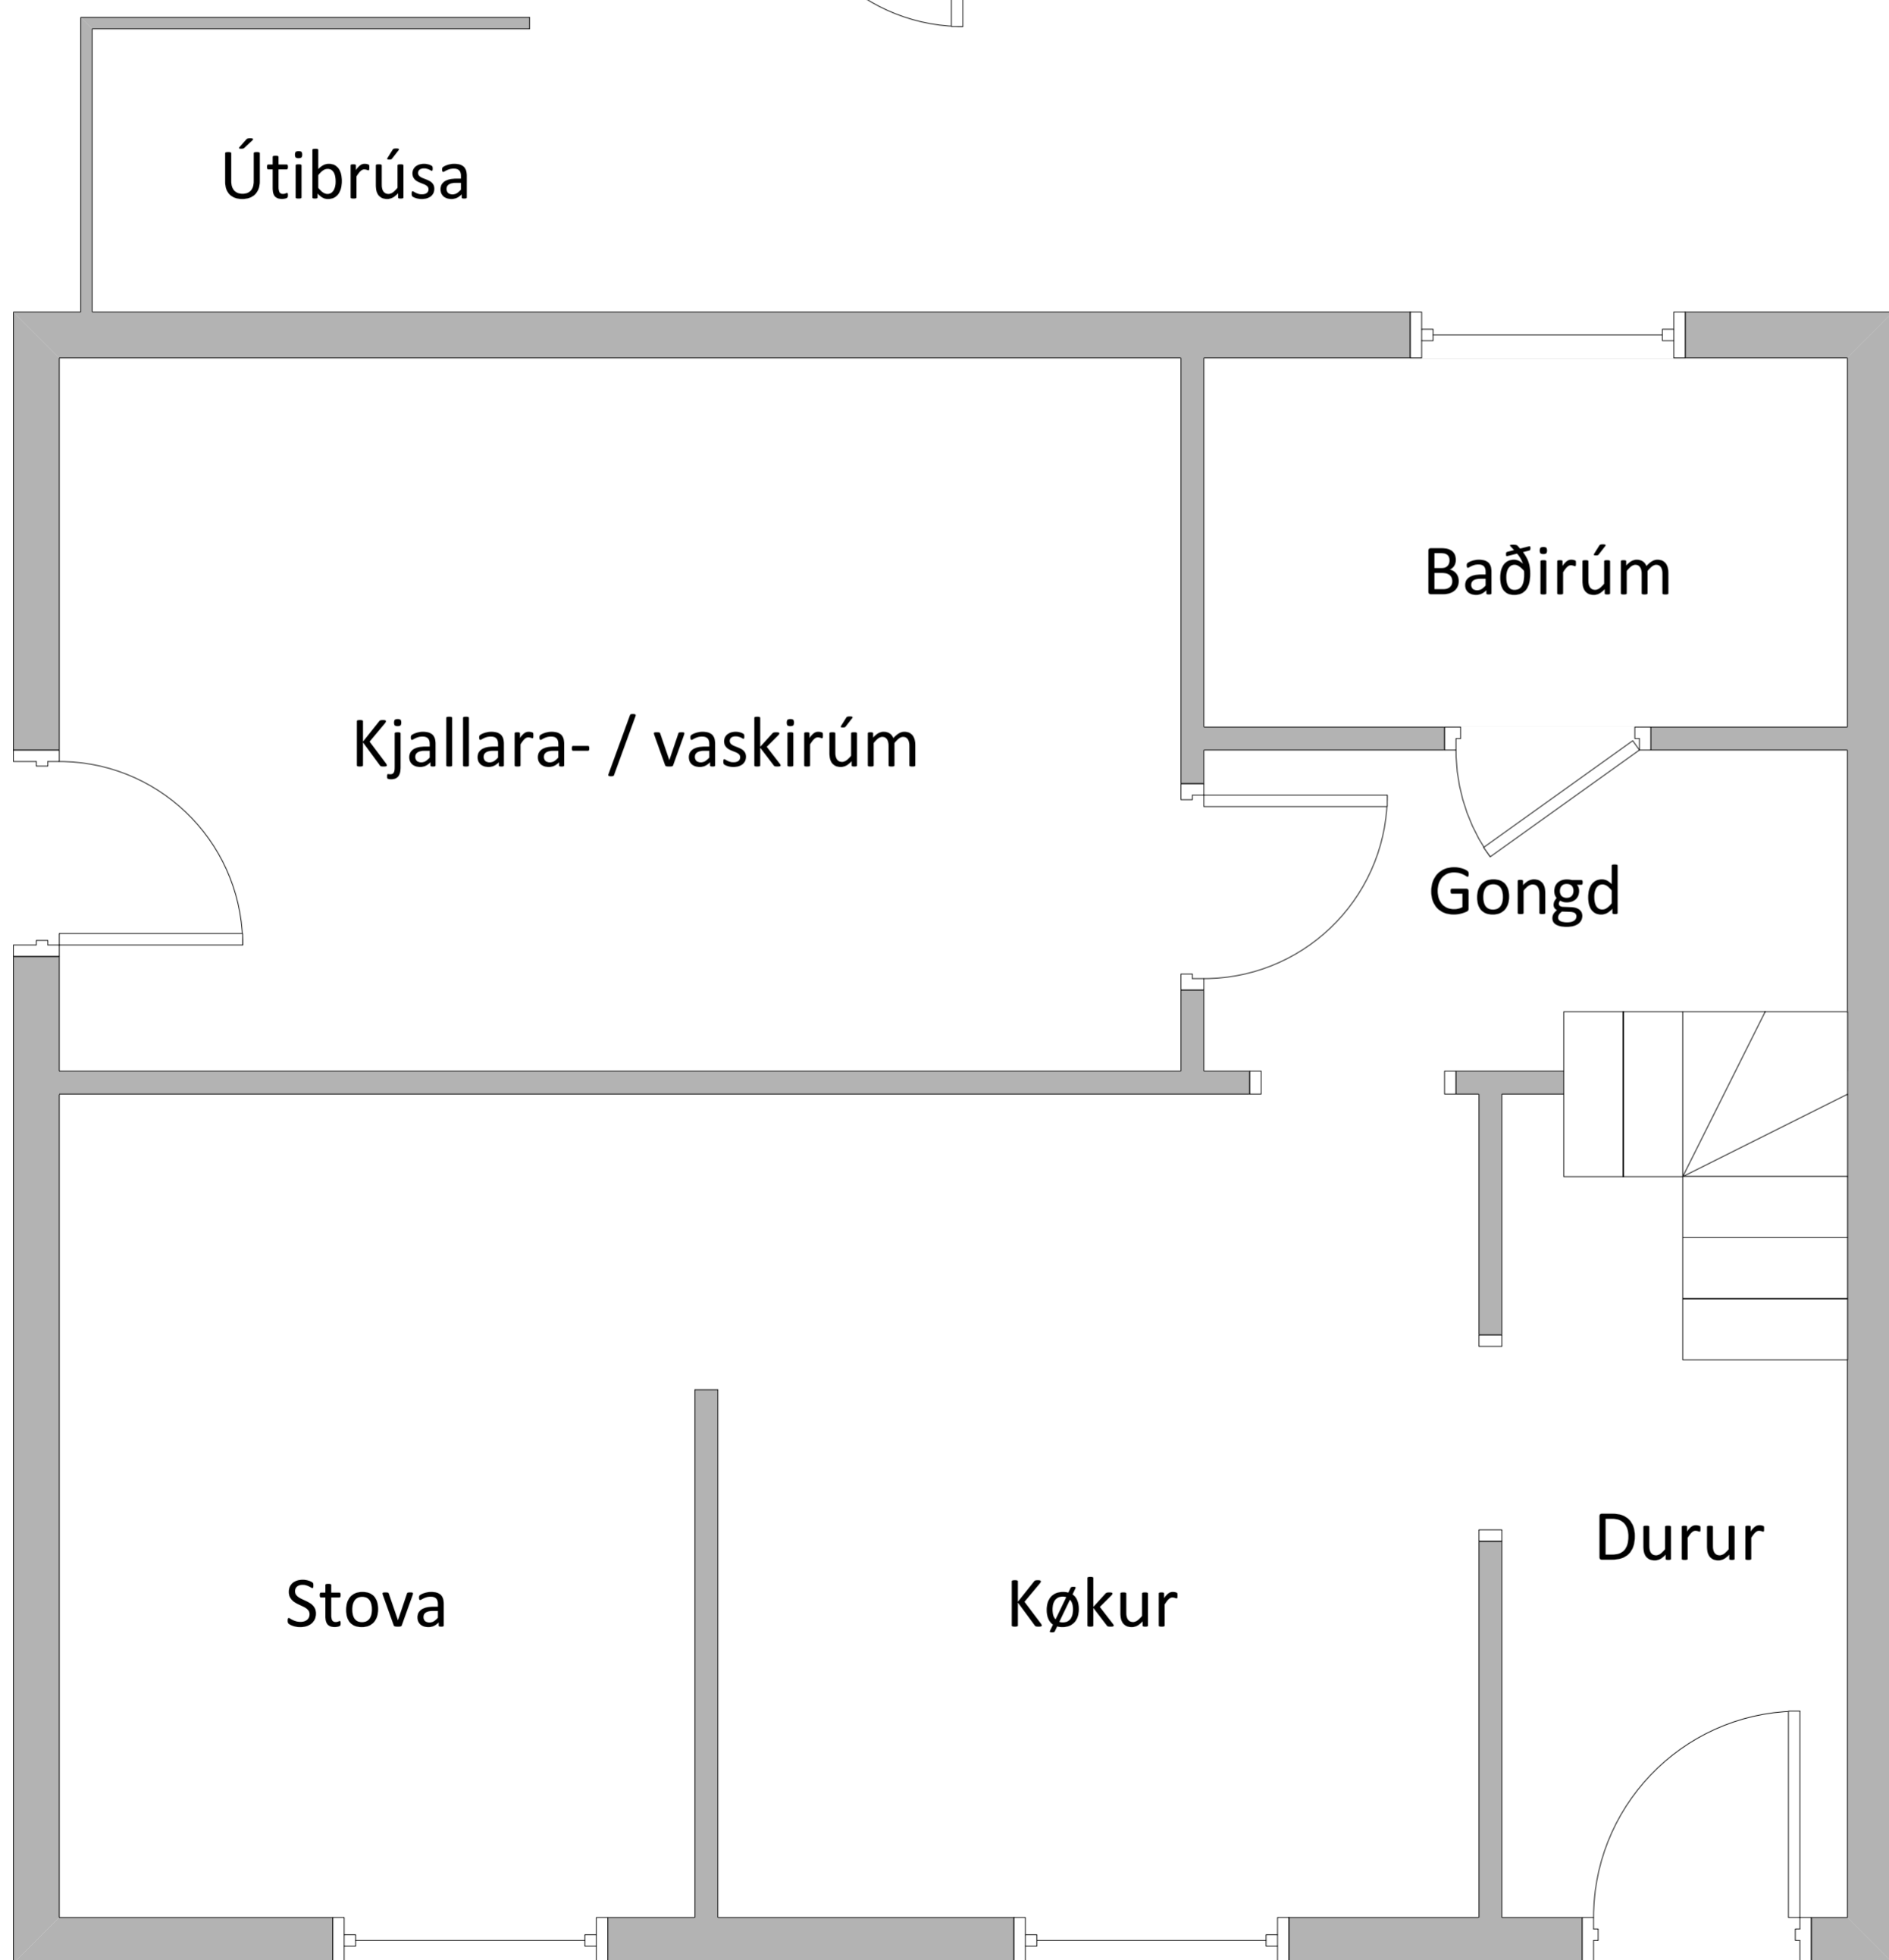 Útibrúsa
Baðirúm
Kjallara- / vaskirúm
Gongd
Durur
Stova
Køkur